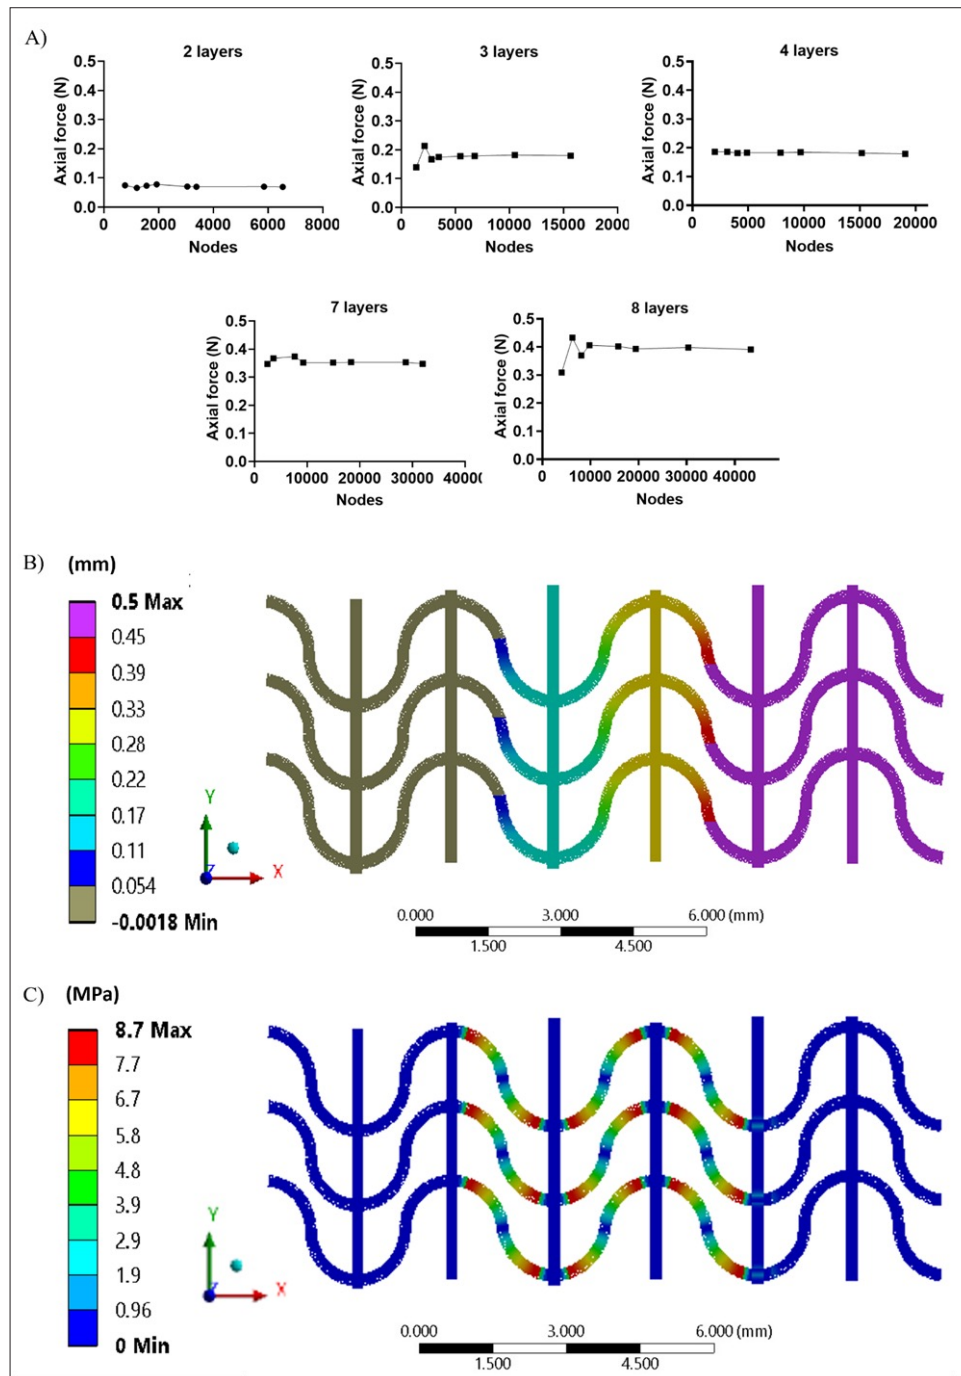 A)
2 layers
Axial force (N)
0.5
0.4
0.3
0.2
0.1
0.0
0 2000 4000 6000 8000
Nodes
3 layers
Axial force (N)
0.5
0.4
0.3
0.2
0.1
0.0
0 5000 10000 15000 2000
Nodes
4 layers
Axial force (N)
0.5
0.4
0.3
0.2
0.1
0.0
0 5000 10000 15000 20000
Nodes
7 layers
Axial force (N)
0.5
0.4
0.3
0.2
0.1
0.0
0 10000 20000 30000 4000(
Nodes
8 layers
Axial force (N)
0.5
0.4
0.3
0.2
0.1
0.0
0 10000 20000 30000 40000
Nodes
B) (mm)
0.5 Max
0.45
0.39
0.33
0.28
0.22
0.17
0.11
0.054
-0.0018 Min
Y
Z
X
0.000 3.000 6.000 (mm)
1.500 4.500
C) (MPa)
8.7 Max
7.7
6.7
5.8
4.8
3.9
2.9
1.9
0.96
0 Min
Y
Z
X
0.000 3.000 6.000 (mm)
1.500 4.500